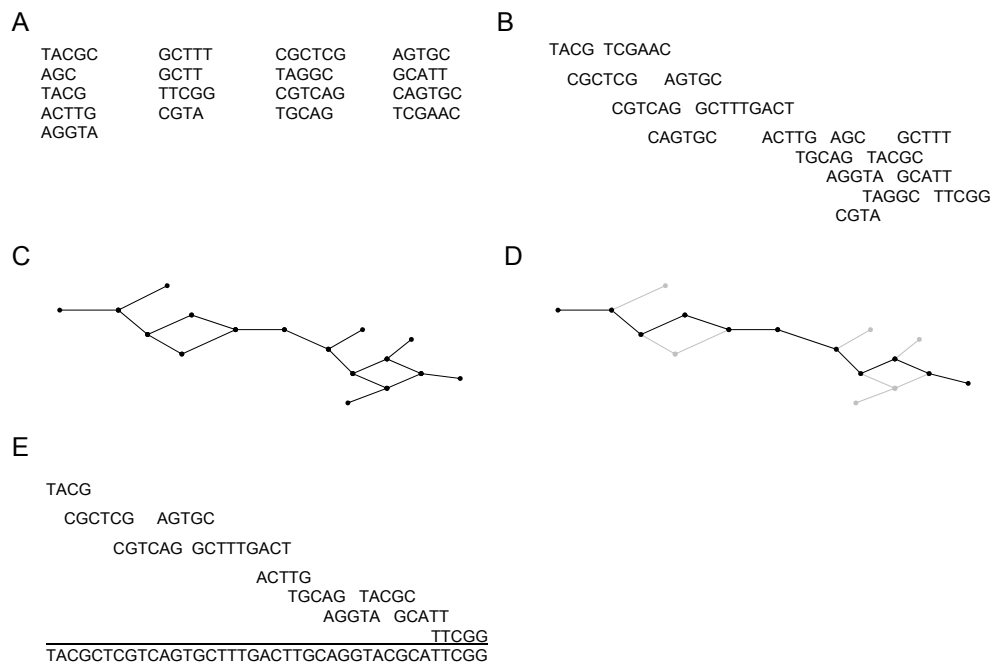 A
TACGC GCTTT CGCTCG AGTGC
AGC GCTT TAGGC GCATT
TACG TTCGG CGTCAG CAGTGC
ACTTG CGTA TGCAG TCGAAC
AGGTA
B
TACG TCGAAC
CGCTCG AGTGC
CGTCAG GCTTTGACT
CAGTGC ACTTG AGC GCTTT
TGCAG TACGC
AGGTA GCATT
TAGGC TTCGG
CGTA
C
D
E
TACG
CGCTCG AGTGC
CGTCAG GCTTTGACT
ACTTG
TGCAG TACGC
AGGTA GCATT
TTCGG
TACGCTCGTCAGTGCTTTGACTTGCAGGTACGCATTCGG